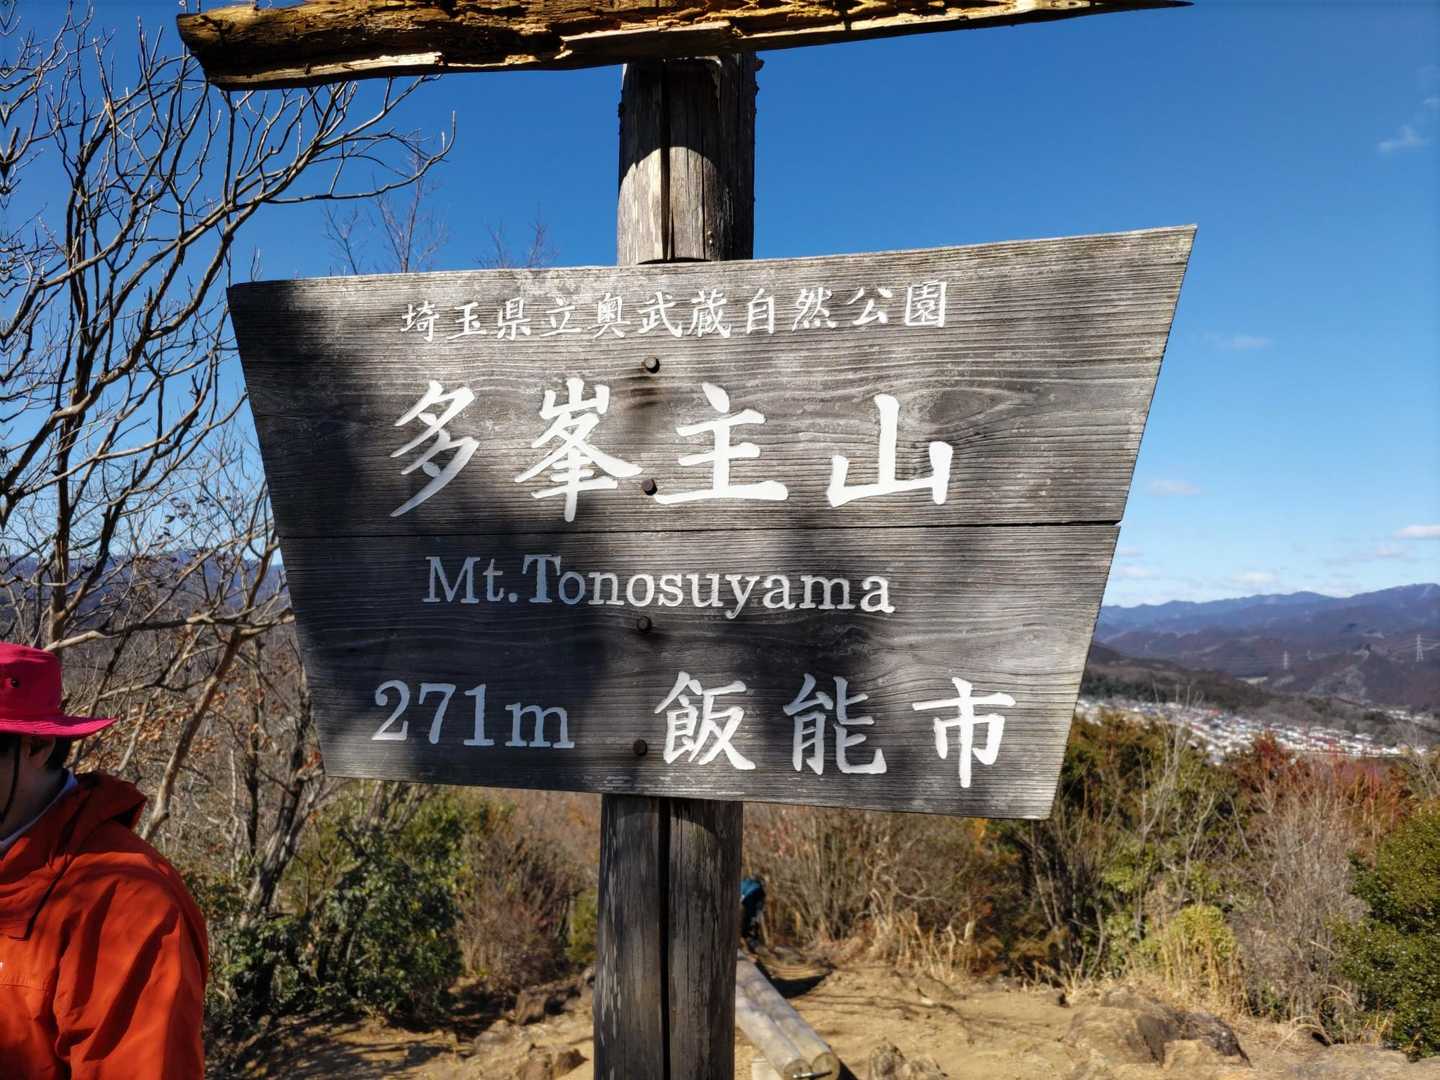 埼玉県立奥武蔵自然公園
多峯主山
Mt.Tonosuyama
271m 飯能市